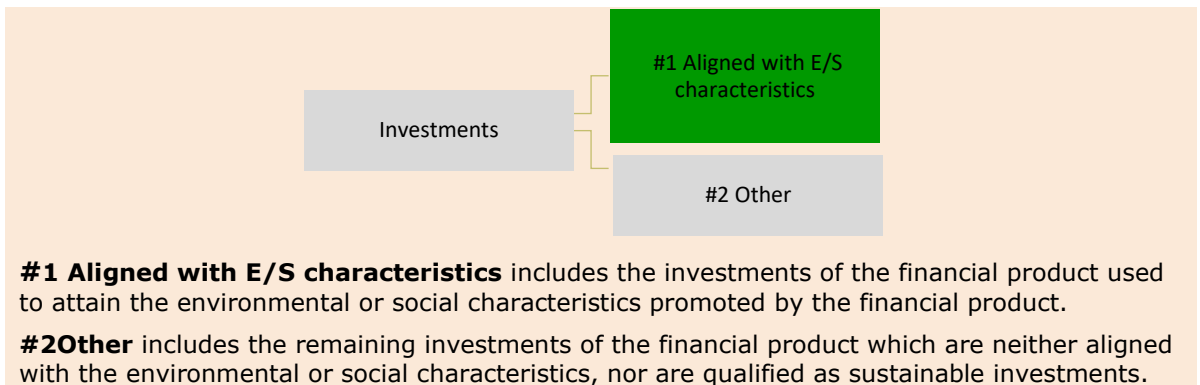 #1 Aligned with E/S
characteristics
Investments
#2 Other
#1 Aligned with E/S characteristics includes the investments of the financial product used
to attain the environmental or social characteristics promoted by the financial product.
#2Other includes the remaining investments of the financial product which are neither aligned
with the environmental or social characteristics, nor are qualified as sustainable investments.